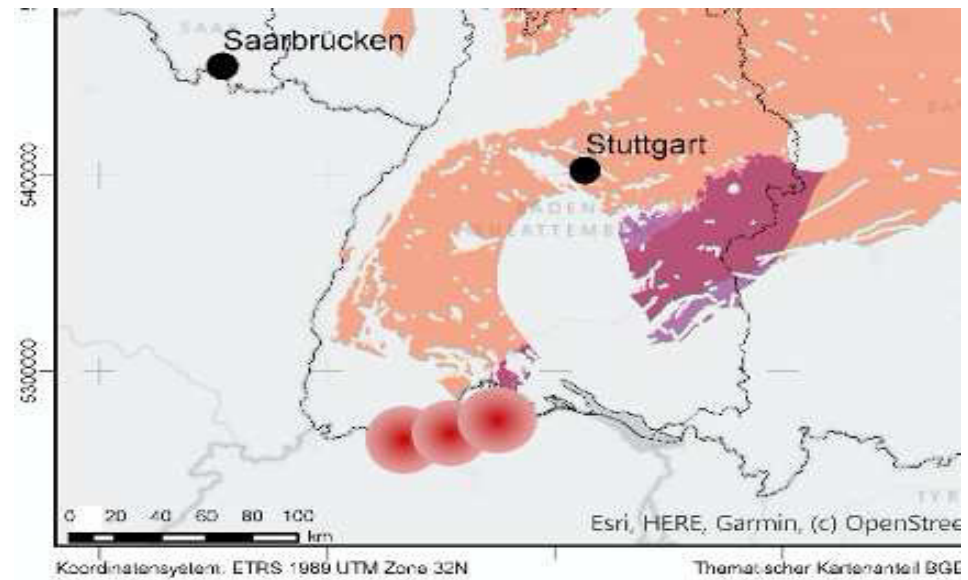 Saarbrücken
Stuttgart
5400000
5300000
0 20 40 60 80 100
km
Esri, HERE, Garmin, (c) OpenStree
Koordinatensystem: ETRS 1989 UTM Zone 32N
Thematischer Kartenanteil BGE